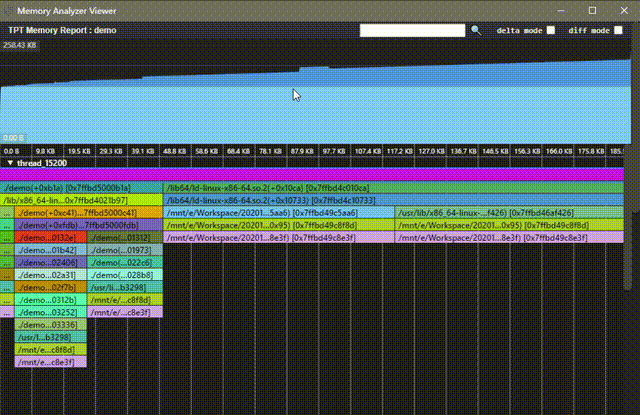 Memory Analyzer Viewer
TPT Memory Report : demo
delta mode
diff mode
258.43 KB
0.00 B
0.0 B 9.8 KB 19.5 KB 29.3 KB 39.1 KB 48.8 KB 58.6 KB 68.4 KB 78.1 KB 87.9 KB 97.7 KB 107.4 KB 117.2 KB 127.0 KB 136.7 KB 146.5 KB 156.3 KB 166.0 KB 175.8 KB 185.
▼ thread_15200
./demo(+0xb1a) [0x7ffbd5000b1a] /lib64/ld-linux-x86-64.so.2(+0x10ca) [0x7ffbd4c010ca]
/lib/x86_64-lin...0x7ffbd4021b97] /lib64/ld-linux-x86-64.so.2(+0x10733) [0x7ffbd4c10733]
... ./demo(+0xc41)...7ffbd5000c41] /mnt/e/Workspace/20201...5aa6) [0x7ffbd49c5aa6] /usr/lib/x86_64-linux-...f426) [0x7ffbd46af426]
... ./demo(+0xfdb)...7ffbd5000fdb] /mnt/e/Workspace/20201...0x95) [0x7ffbd49c8f8d] /mnt/e/Workspace/20201...0x95) [0x7ffbd49c8f8d]
... ./demo...0132e] ./demo(...01312] /mnt/e/Workspace/20201...8e3f) [0x7ffbd49c8e3f] /mnt/e/Workspace/20201...8e3f) [0x7ffbd49c8e3f]
... ./demo...01b42] ./demo(...01973]
... ./demo...02406] ./demo(...022c6]
... ./demo...02a31] ./demo(...028b8]
... ./demo...02f7b] /usr/li...b3298]
... ./demo...0312b] /mnt/e/...c8f8d]
... ./demo...03252] /mnt/e/...c8e3f]
./demo...03336]
/usr/l...b3298]
/mnt/e...c8f8d]
/mnt/e...c8e3f]